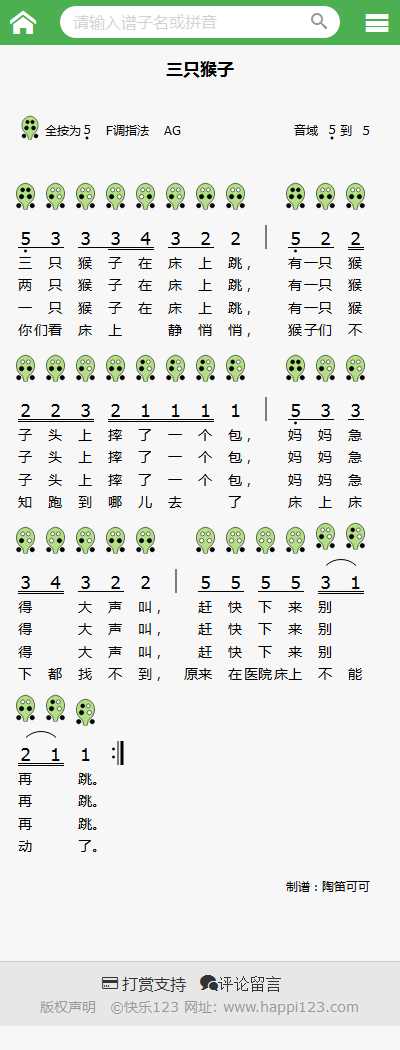 请输入谱子名或拼音
三只猴子
全按为 5 F调指法 AG 音域 5 到 5
5 3 3 3 4 3 2 2 | 5 2 2
三 只 猴 子 在 床 上 跳， 有一只 猴
两 只 猴 子 在 床 上 跳， 有一只 猴
一 只 猴 子 在 床 上 跳， 有一只 猴
你们看 床 上 静 悄 悄， 猴子们 不
2 2 3 2 1 1 1 1 | 5 3 3
子 头 上 摔 了 一 个 包， 妈 妈 急
子 头 上 摔 了 一 个 包， 妈 妈 急
子 头 上 摔 了 一 个 包， 妈 妈 急
知 跑 到 哪 儿 去 了 床 上 床
3 4 3 2 2 | 5 5 5 5 3 1
得 大 声 叫， 赶 快 下 来 别
得 大 声 叫， 赶 快 下 来 别
得 大 声 叫， 赶 快 下 来 别
下 都 找 不 到， 原来 在医院床上 不 能
2 1 1 :‖
再 跳。
再 跳。
再 跳。
动 了。
制谱：陶笛可可
打赏支持 评论留言
版权声明 ©快乐123 网址: www.happi123.com